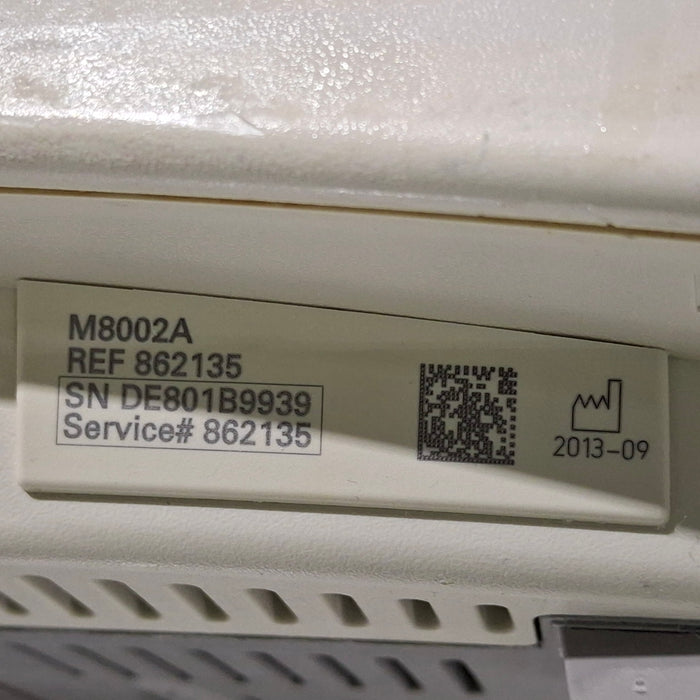 M8002A
REF 862135
SN DE801B9939
Service# 862135
2013-09